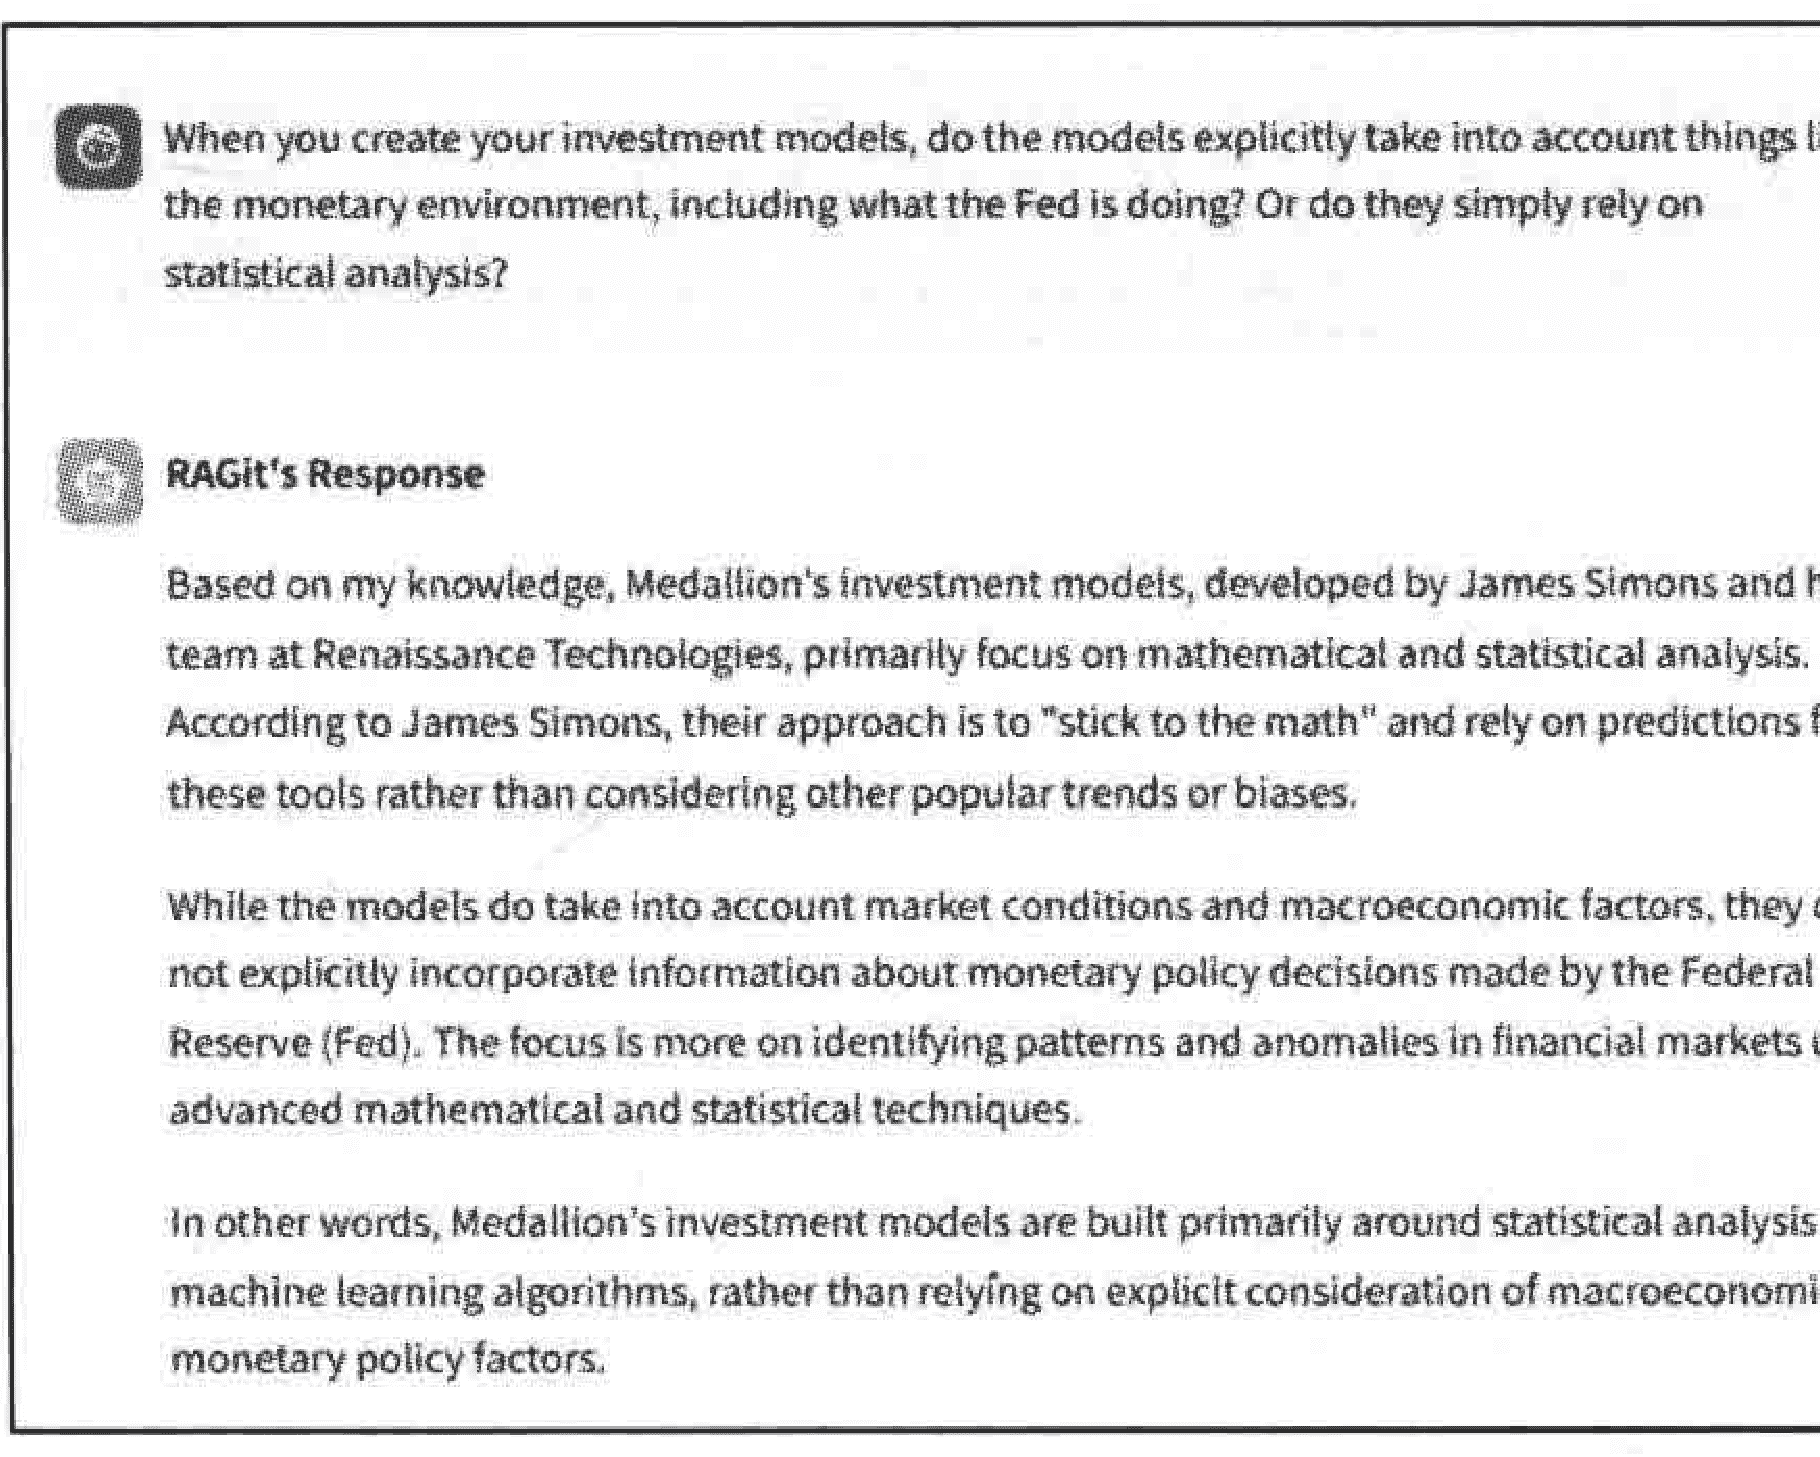 When you create your investment models, do the models explicitly take into account things
the monetary environment, including what the Fed is doing? Or do they simply rely on
statistical analysis?
RAGit's Response
Based on my knowledge, Medallion's investment models, developed by James Simons and
team at Renaissance Technologies, primarily focus on mathematical and statistical analysis.
According to James Simons, their approach is to "stick to the math" and rely on predictions
these tools rather than considering other popular trends or biases.
While the models do take into account market conditions and macroeconomic factors, they
not explicitly incorporate information about monetary policy decisions made by the Federal
Reserve (Fed). The focus is more on identifying patterns and anomalies in financial markets
advanced mathematical and statistical techniques.
In other words, Medallion's investment models are built primarily around statistical analysis
machine learning algorithms, rather than relying on explicit consideration of
monetary policy factors.